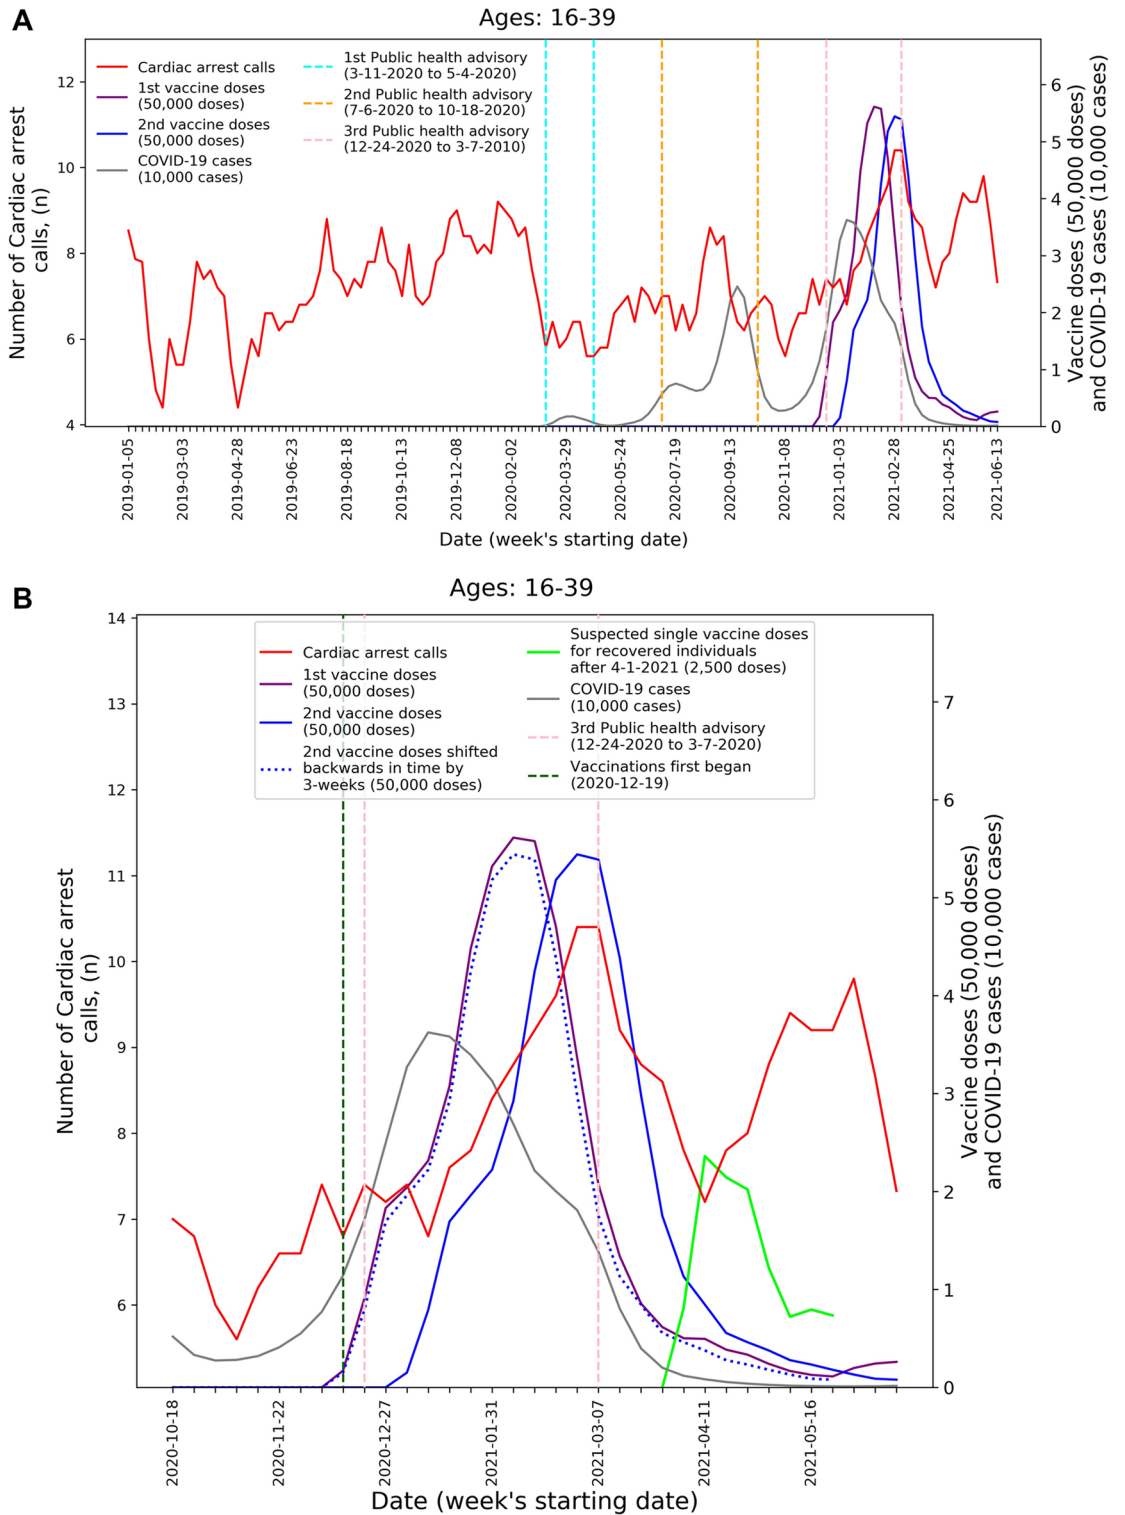 A
Ages: 16-39
Cardiac arrest calls
1st vaccine doses
(50,000 doses)
2nd vaccine doses
(50,000 doses)
COVID-19 cases
(10,000 cases)
1st Public health advisory
(3-11-2020 to 5-4-2020)
2nd Public health advisory
(7-6-2020 to 10-18-2020)
3rd Public health advisory
(12-24-2020 to 3-7-2010)
Number of Cardiac arrest
calls, (n)
12
10
8
6
4
6
5
4
3
2
1
0
Vaccine doses (50,000 doses)
and COVID-19 cases (10,000 cases)
2019-01-05
2019-03-03
2019-04-28
2019-06-23
2019-08-18
2019-10-13
2019-12-08
2020-02-02
2020-03-29
2020-05-24
2020-07-19
2020-09-13
2020-11-08
2021-01-03
2021-02-28
2021-04-25
2021-06-13
Date (week's starting date)
B
Ages: 16-39
Cardiac arrest calls
1st vaccine doses
(50,000 doses)
2nd vaccine doses
(50,000 doses)
2nd vaccine doses shifted
backwards in time by
3-weeks (50,000 doses)
Suspected single vaccine doses
for recovered individuals
after 4-1-2021 (2,500 doses)
COVID-19 cases
(10,000 cases)
3rd Public health advisory
(12-24-2020 to 3-7-2020)
Vaccinations first began
(2020-12-19)
Number of Cardiac arrest
calls, (n)
14
13
12
11
10
9
8
7
6
7
6
5
4
3
2
1
0
Vaccine doses (50,000 doses)
and COVID-19 cases (10,000 cases)
2020-10-18
2020-11-22
2020-12-27
2021-01-31
2021-03-07
2021-04-11
2021-05-16
Date (week's starting date)